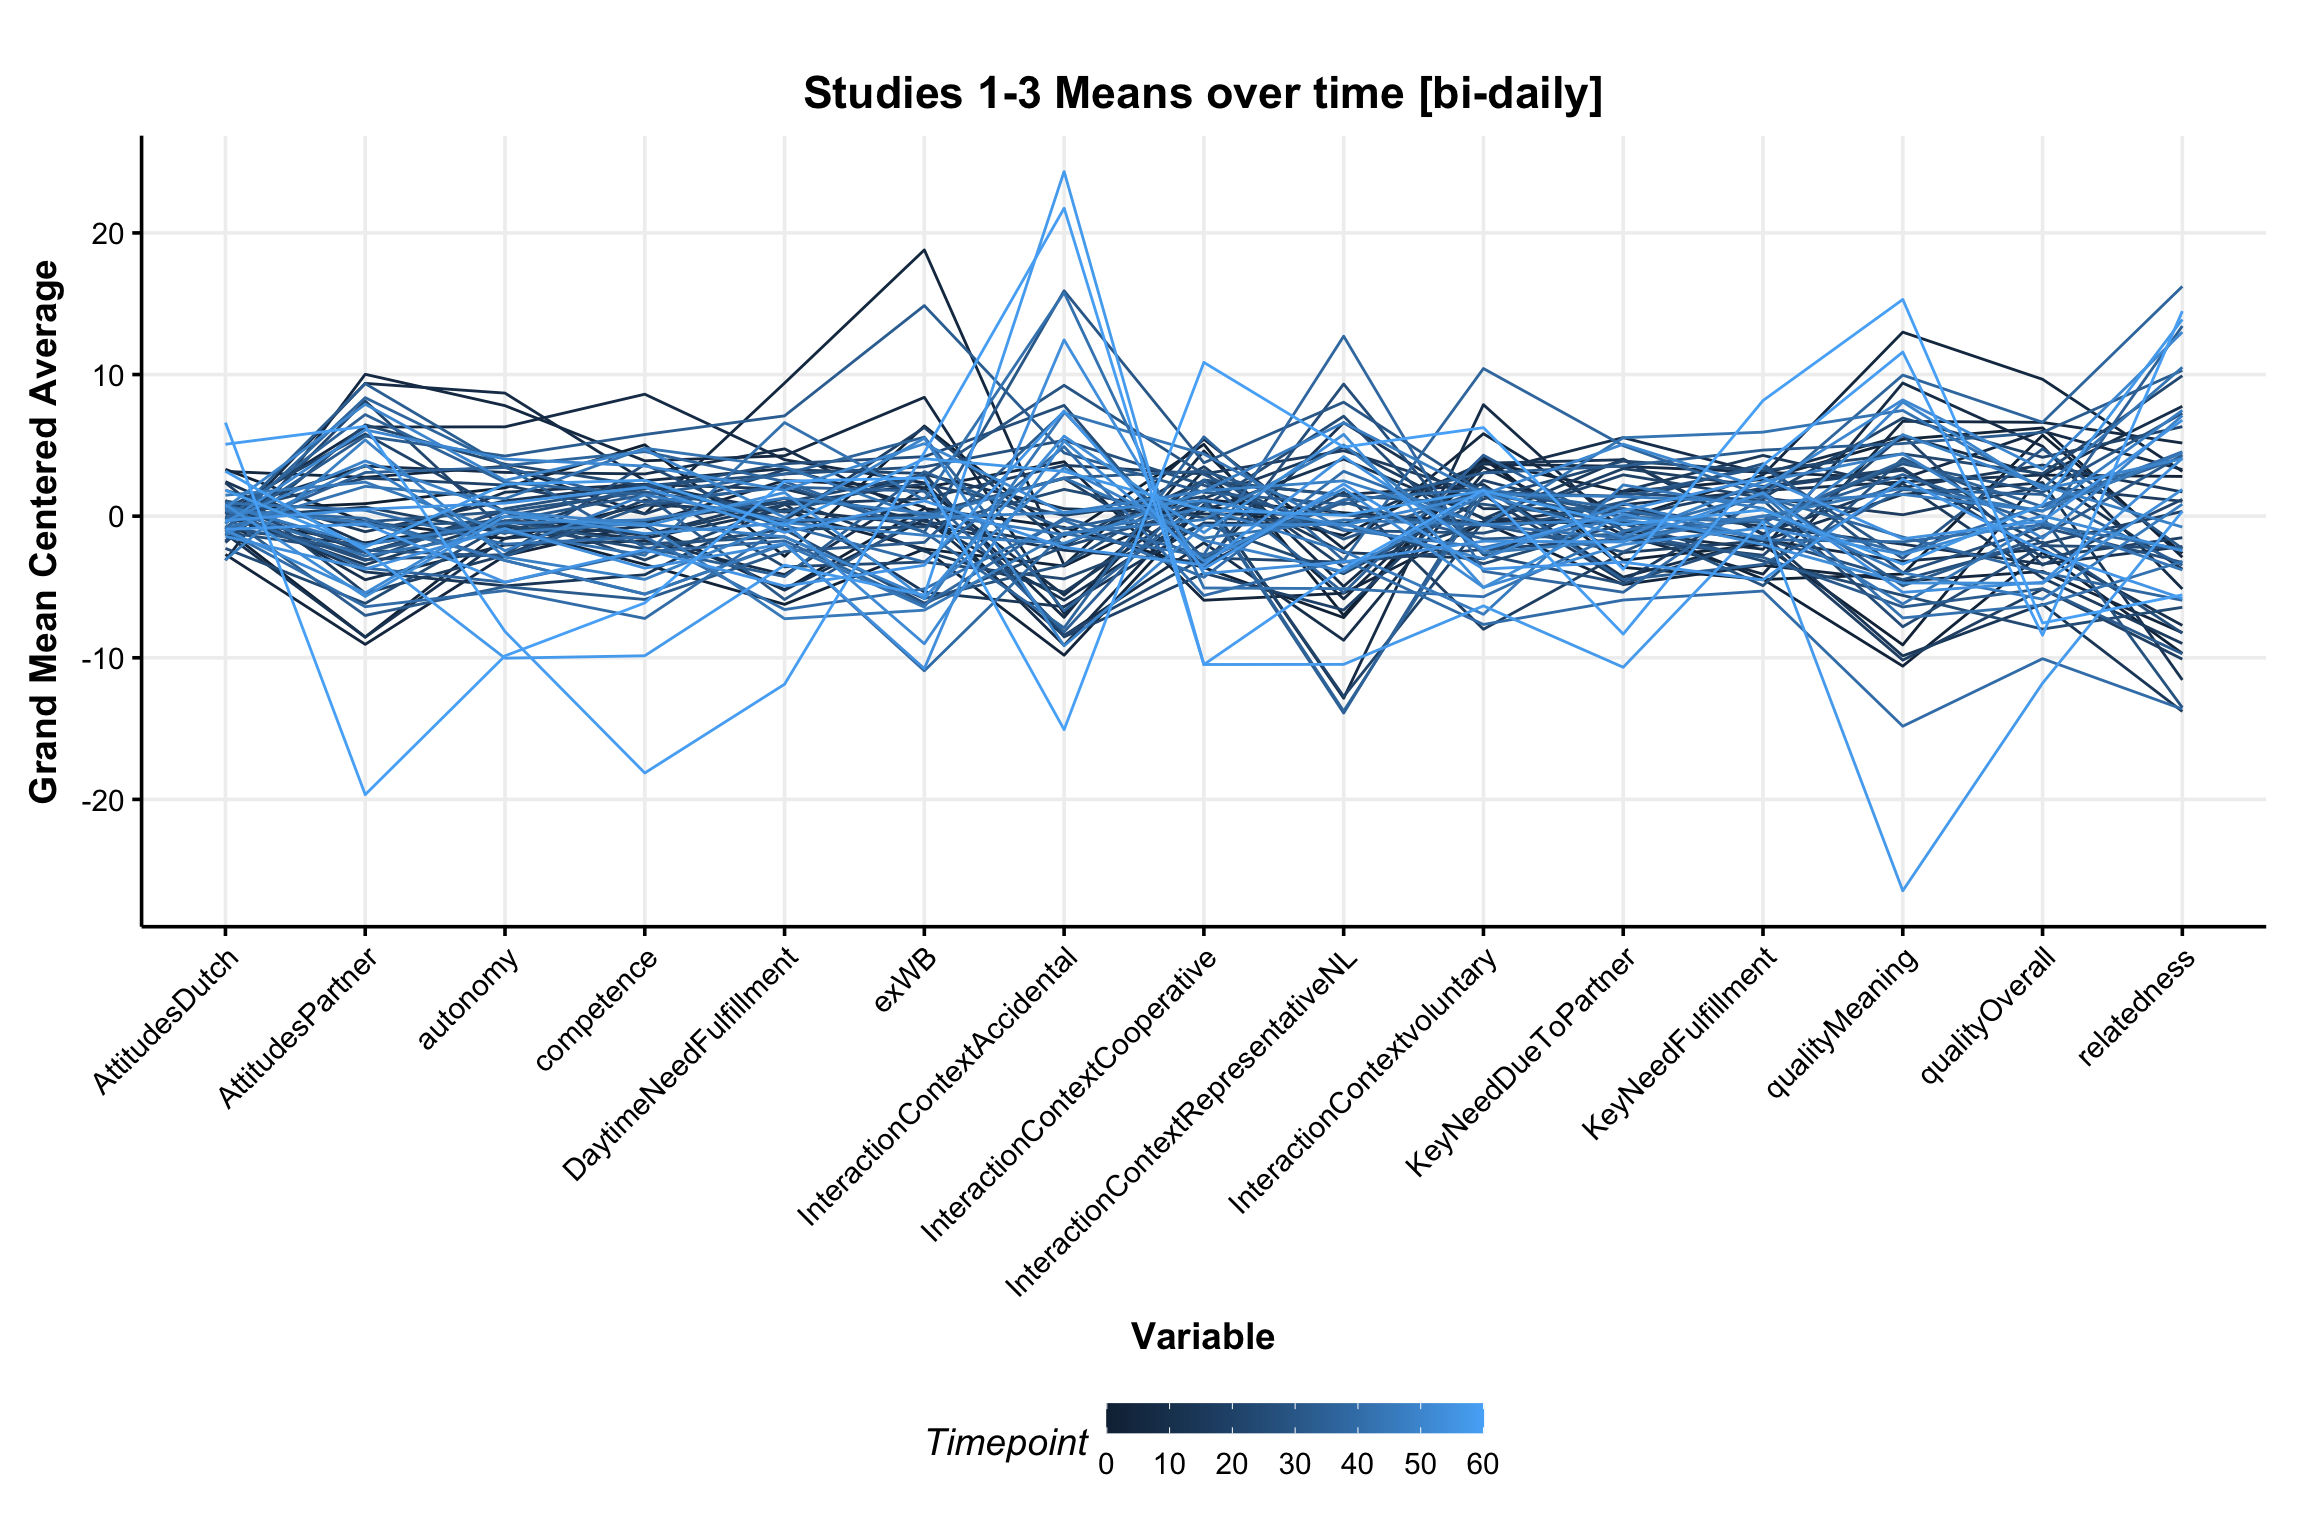 Studies 1-3 Means over time [bi-daily]
Grand Mean Centered Average
20
10
0
-10
-20
AttitudesDutch
AttitudesPartner
autonomy
competence
DaytimeNeedFulfillment
exWB
InteractionContextAccidental
InteractionContextCooperative
InteractionContextRepresentativeNL
InteractionContextvoluntary
KeyNeedDueToPartner
KeyNeedFulfillment
qualityMeaning
qualityOverall
relatedness
Variable
Timepoint
0 10 20 30 40 50 60